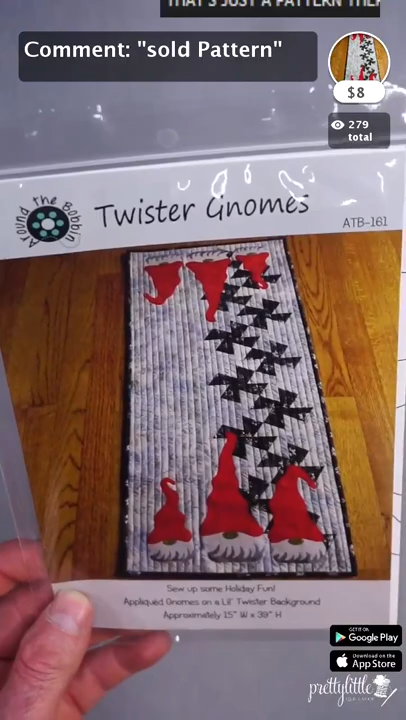 THAT'S JUST A PATTERN
Comment: "sold Pattern"
$8
279
total
Around the Bobbin
Twister Gnomes
ATB-161
Sew up some Holiday Fun!
Appliquéd Gnomes on a Lil' Twister Background
Approximately 15" W x 39" H
GET IT ON
Google Play
Download on the
App Store
prettylittle